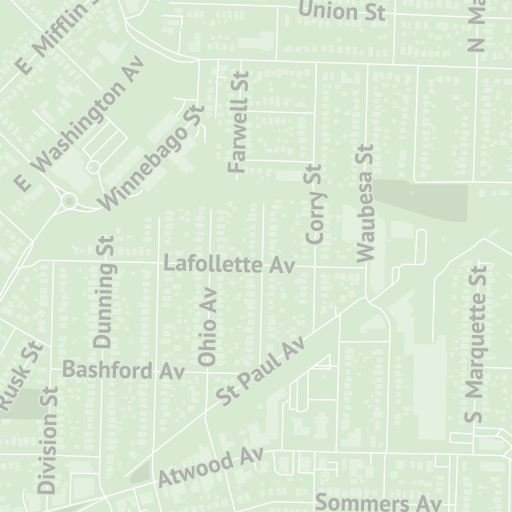 Union St
E Mifflin S
N Ma
E Washington Av
Farwell St
Winnebago St
Corry St
Waubesa St
Dunning St
Lafollette Av
Ohio Av
S Marquette St
St Paul Av
Rusk St
Bashford Av
Division St
Atwood Av
Sommers Av